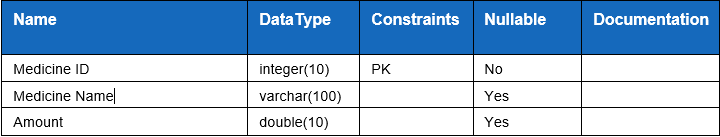 Name DataType Constraints Nullable Documentation
Medicine ID integer(10) PK No
Medicine Name varchar(100) Yes
Amount double(10) Yes